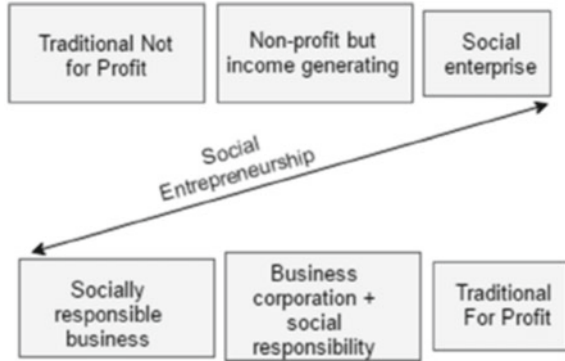 Traditional Not
for Profit
Non-profit but
income generating
Social
enterprise
Social
Entrepreneurship
Socially
responsible
business
Business
corporation +
social
responsibility
Traditional
For Profit